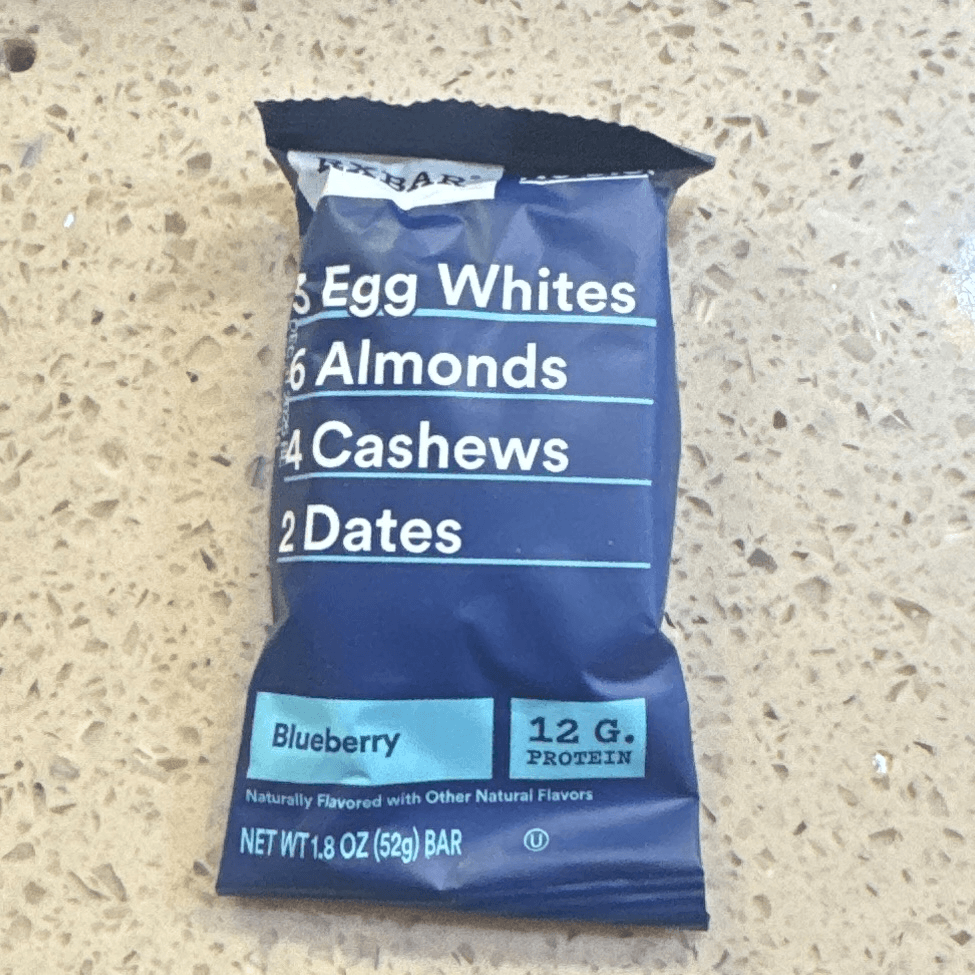 RXBAR®
3 Egg Whites
6 Almonds
4 Cashews
2 Dates
Blueberry
12 G.
PROTEIN
Naturally Flavored with Other Natural Flavors
NET WT 1.8 OZ (52g) BAR
U